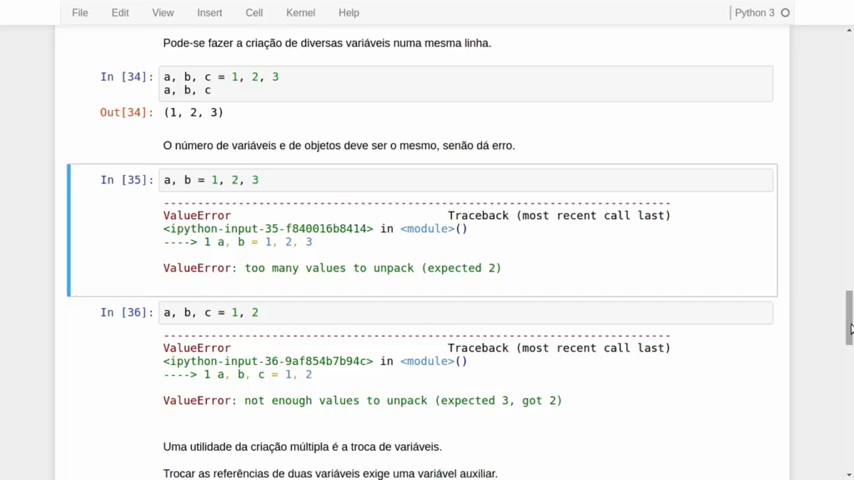 File Edit View Insert Cell Kernel Help Python 3
Pode-se fazer a criação de diversas variáveis numa mesma linha.
In [34]: a, b, c = 1, 2, 3
a, b, c
Out[34]: (1, 2, 3)
O número de variáveis e de objetos deve ser o mesmo, senão dá erro.
In [35]: a, b = 1, 2, 3
---------------------------------------------------------------------------
ValueError Traceback (most recent call last)
<ipython-input-35-f840016b8414> in <module>()
----> 1 a, b = 1, 2, 3
ValueError: too many values to unpack (expected 2)
In [36]: a, b, c = 1, 2
---------------------------------------------------------------------------
ValueError Traceback (most recent call last)
<ipython-input-36-9af854b7b94c> in <module>()
----> 1 a, b, c = 1, 2
ValueError: not enough values to unpack (expected 3, got 2)
Uma utilidade da criação múltipla é a troca de variáveis.
Trocar as referências de duas variáveis exige uma variável auxiliar.